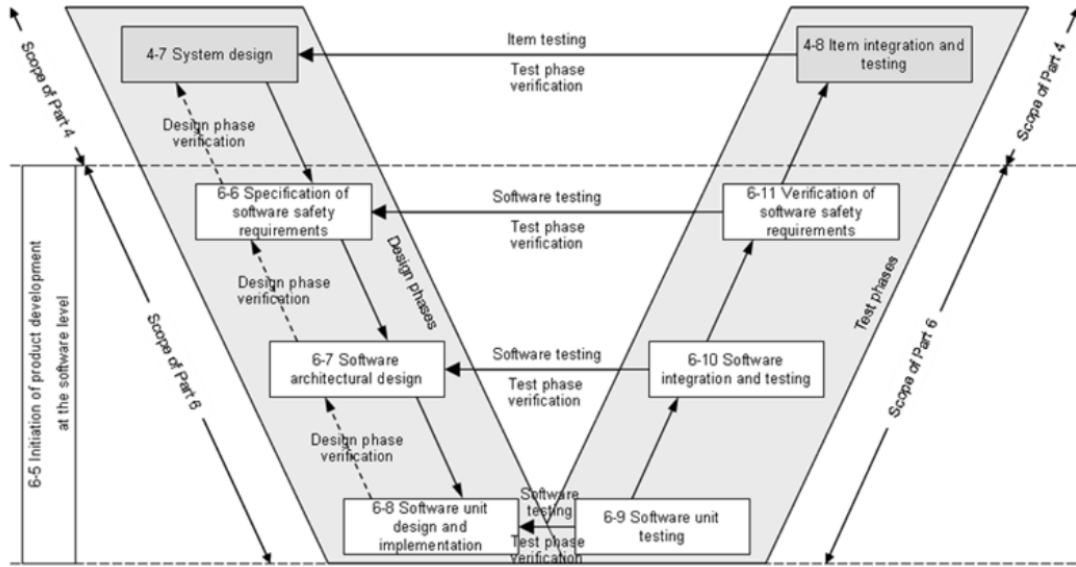 Scope of Part 4
4-7 System design
Item testing
Test phase
verification
4-8 Item integration and
testing
Scope of Part 4
Design phase
verification
6-5 Initiation of product development
at the software level
Scope of Part 6
6-6 Specification of
software safety
requirements
Software testing
Test phase
verification
6-11 Verification of
software safety
requirements
Design phases
Test phases
Scope of Part 6
Design phase
verification
6-7 Software
architectural design
Software testing
Test phase
verification
6-10 Software
integration and testing
Design phase
verification
6-8 Software unit
design and
implementation
Software
testing
Test phase
verification
6-9 Software unit
testing